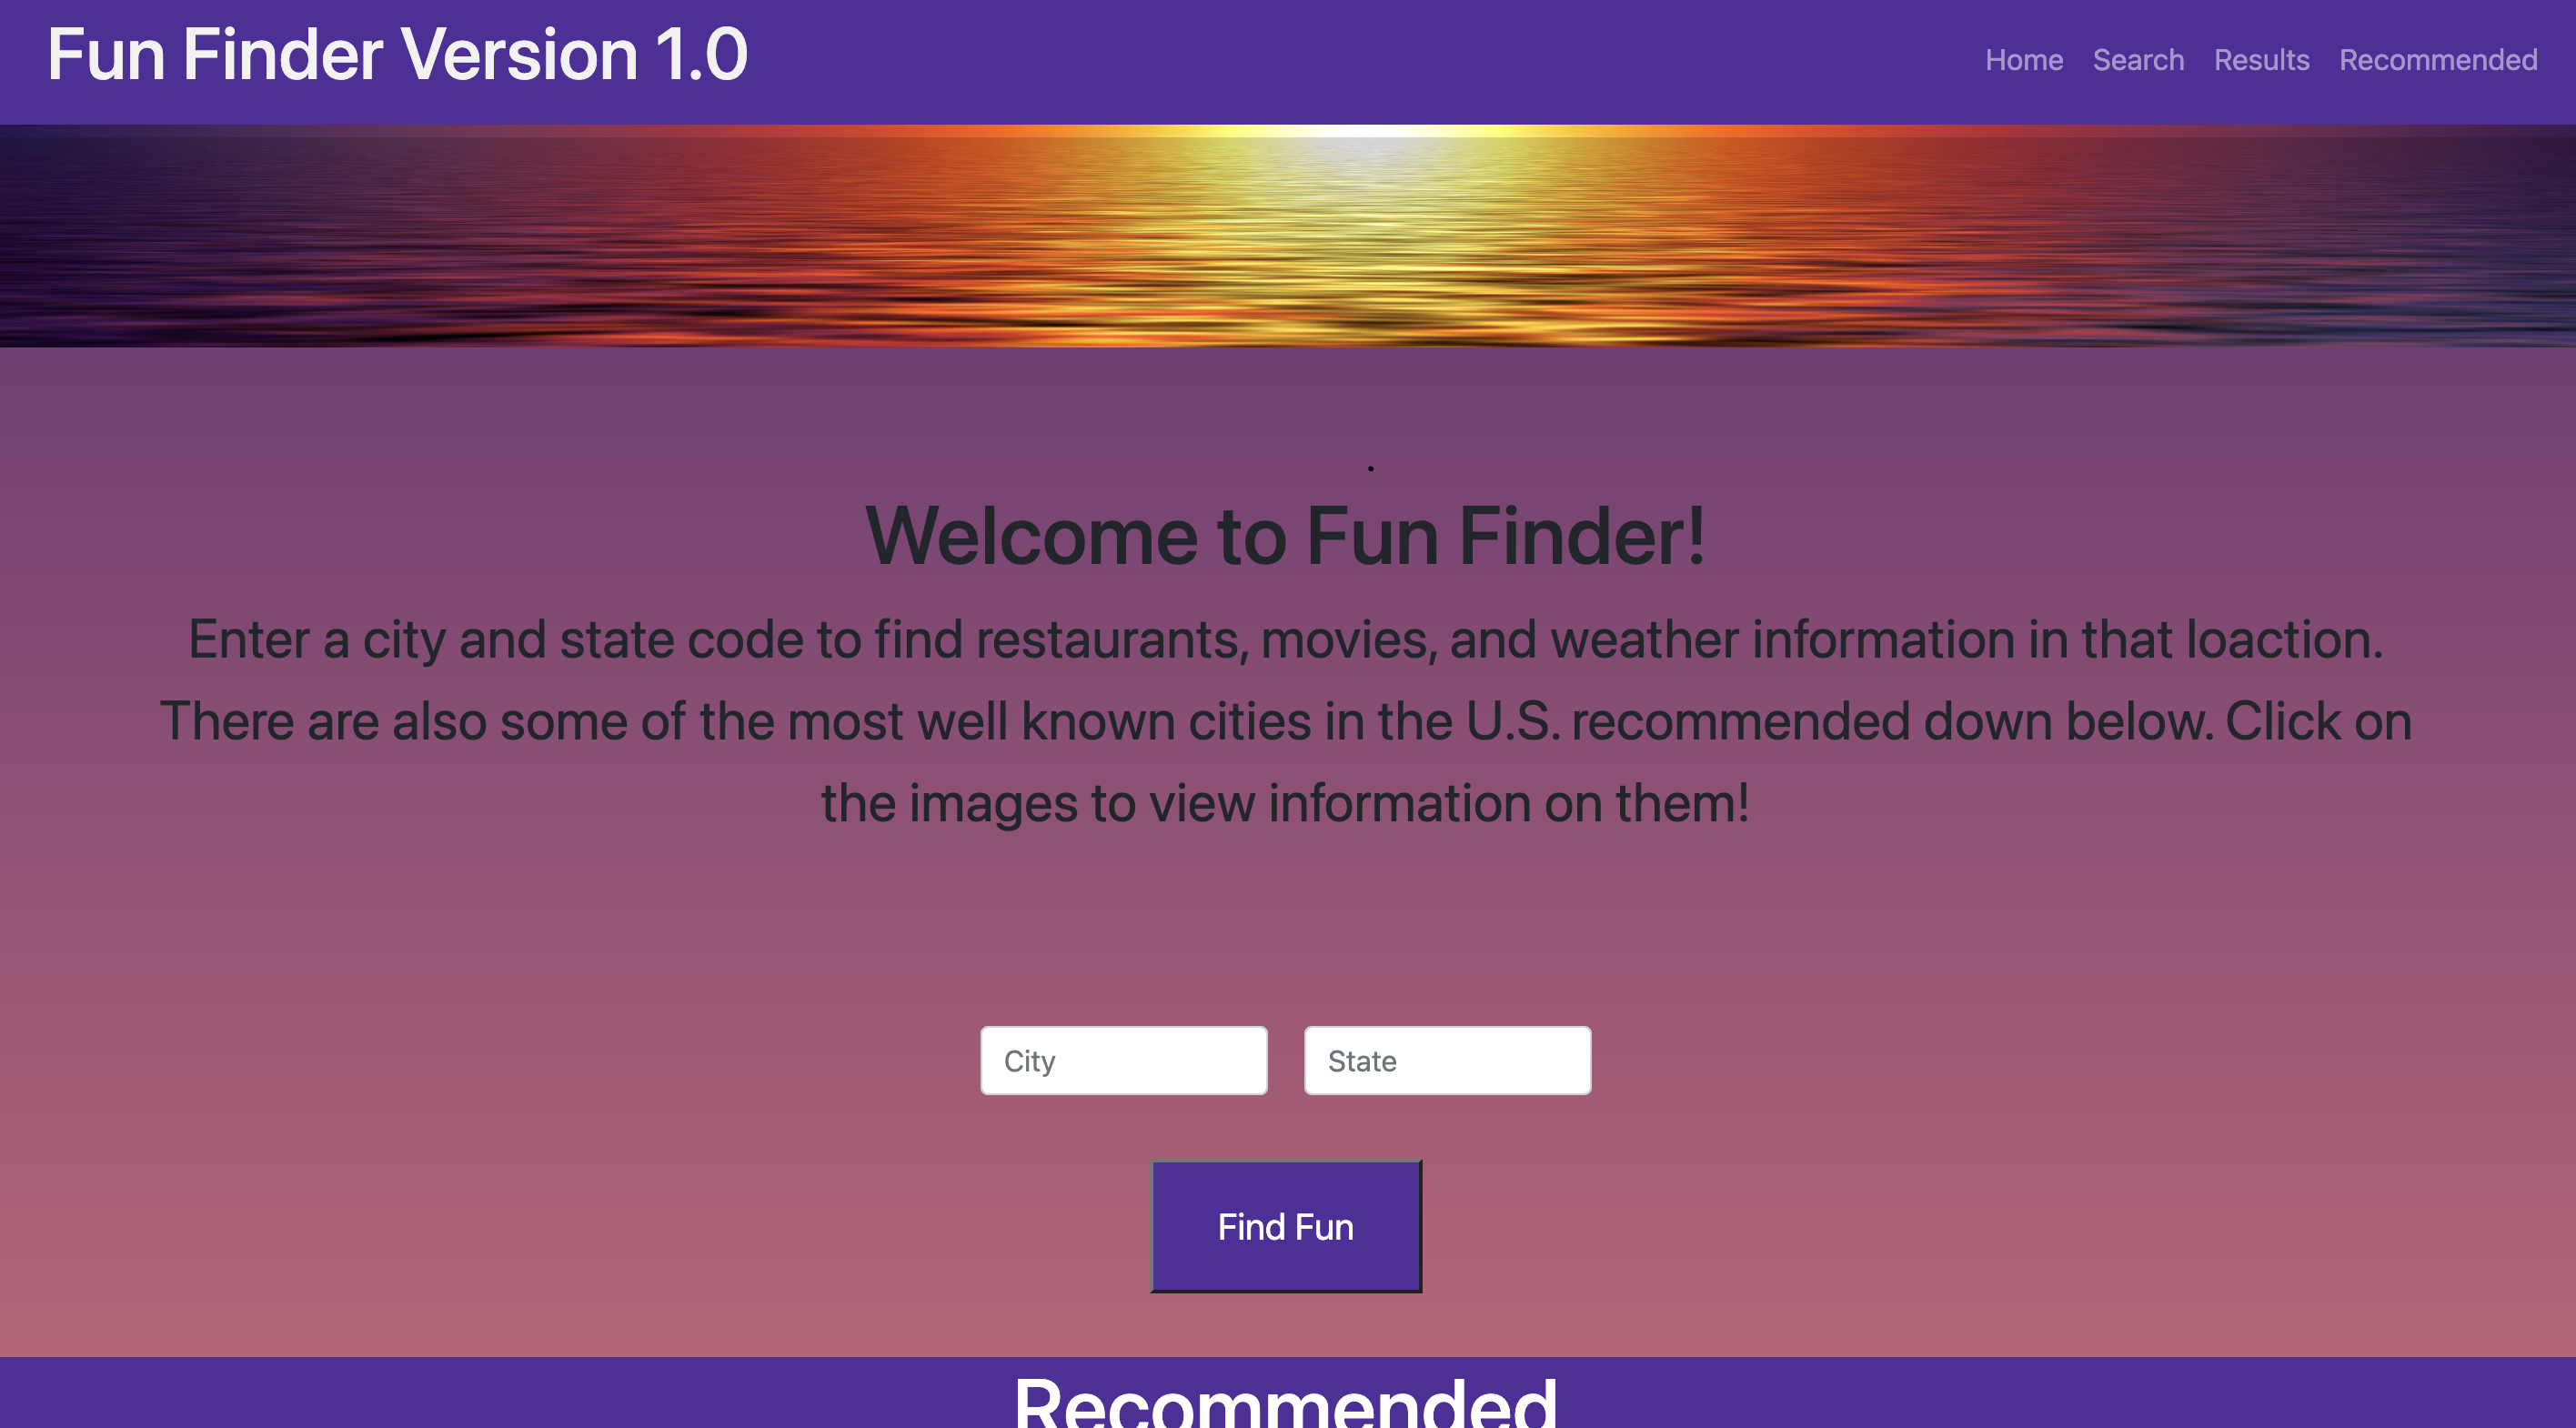 Fun Finder Version 1.0
Home Search Results Recommended
.
Welcome to Fun Finder!
Enter a city and state code to find restaurants, movies, and weather information in that loaction.
There are also some of the most well known cities in the U.S. recommended down below. Click on
the images to view information on them!
City State
Find Fun
Recommended